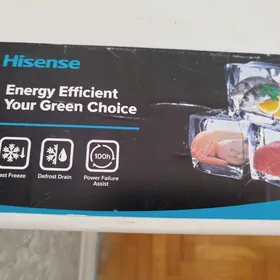 Hisense
Energy Efficient
Your Green Choice
100h
ast Freeze
Defrost Drain
Power Failure
Assist